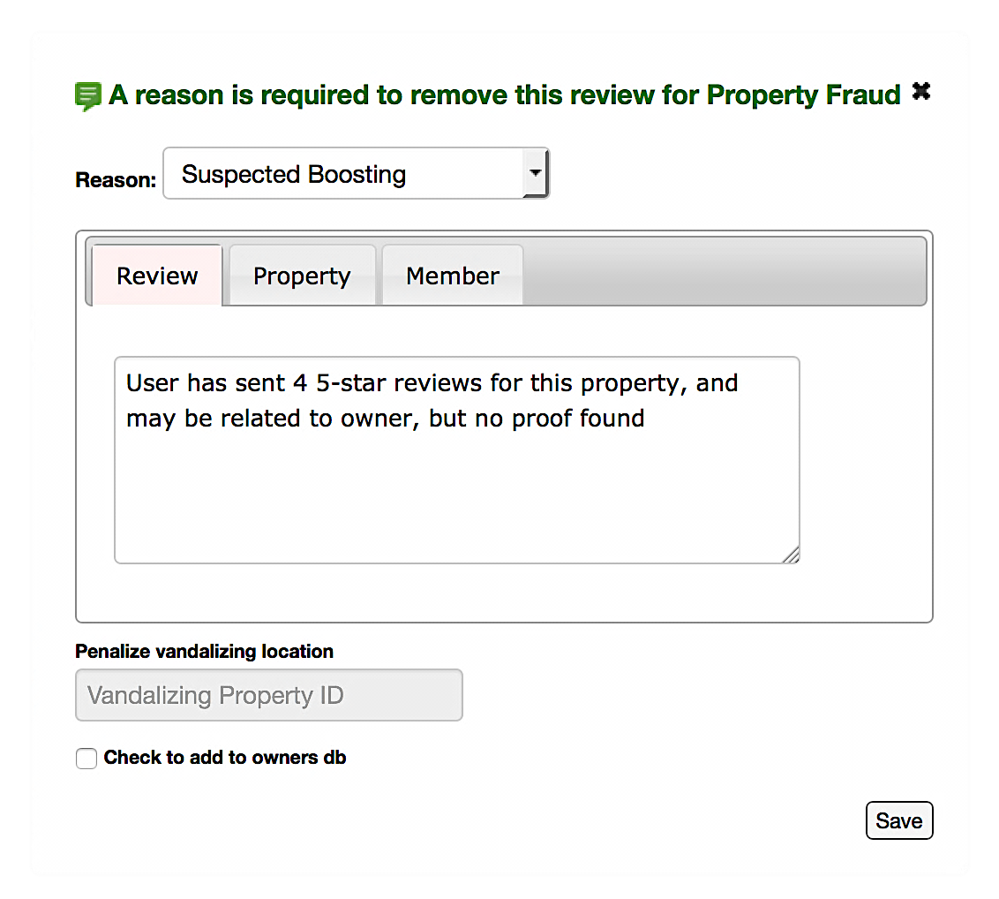 A reason is required to remove this review for Property Fraud
Reason: Suspected Boosting
Review Property Member
User has sent 4 5-star reviews for this property, and
may be related to owner, but no proof found
Penalize vandalizing location
Vandalizing Property ID
Check to add to owners db
Save